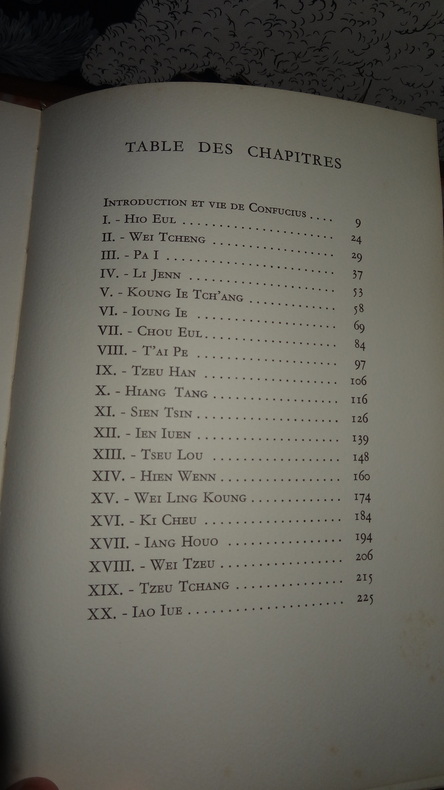 TABLE DES CHAPITRES
INTRODUCTION ET VIE DE CONFUCIUS .... 9
I. - HIO EUL .................. 24
II. - WEI TCHENG .............. 29
III. - PA I .................... 37
IV. - LI JENN .................. 53
V. - KOUNG IE TCH'ANG ........... 58
VI. - IOUNG IE ................ 69
VII. - CHOU EUL................ 84
VIII. - T'AI PE ................ 97
IX. - TZEU HAN ................ 106
X. - HIANG TANG ................ 116
XI. - SIEN TSIN ................ 126
XII. - IEN IUEN ................ 139
XIII. - TSEU LOU ............... 148
XIV. - HIEN WENN .............. 160
XV. - WEI LING KOUNG ............ 174
XVI. - KI CHEU ................. 184
XVII. - IANG HOUO .............. 194
XVIII. - WEI TZEU ............... 206
XIX. - TZEU TCHANG .............. 215
XX. - IAO IUE .................. 225